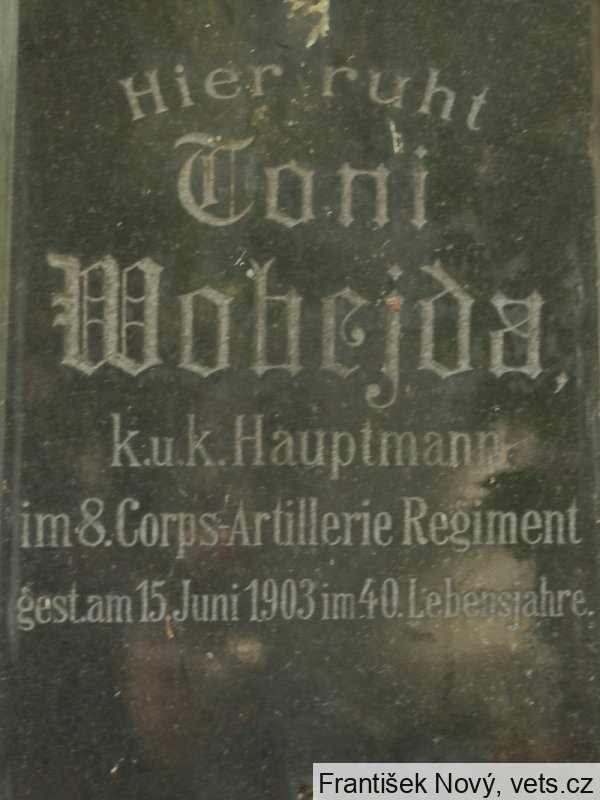 Hier ruht
Toni
Wobejda,
k.u.k. Hauptmann
im 8. Corps-Artillerie Regiment
gest. am 15. Juni 1903 im 40. Lebensjahre.
František Nový, vets.cz